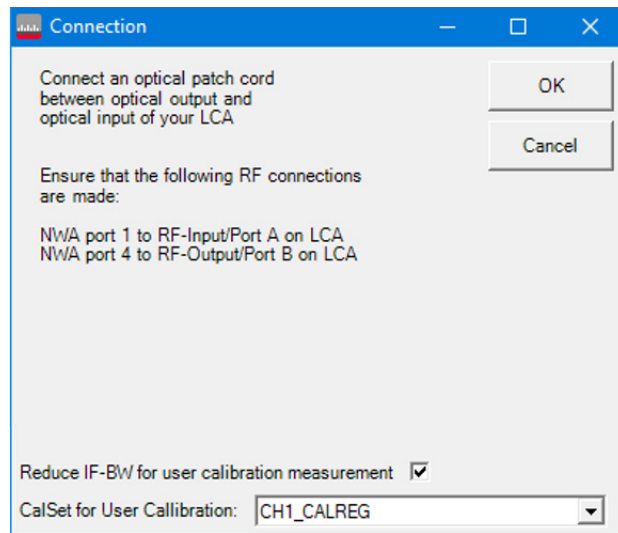 Connection
Connect an optical patch cord
between optical output and
optical input of your LCA
OK
Cancel
Ensure that the following RF connections
are made:
NWA port 1 to RF-Input/Port A on LCA
NWA port 4 to RF-Output/Port B on LCA
Reduce IF-BW for user calibration measurement
CalSet for User Callibration: CH1_CALREG